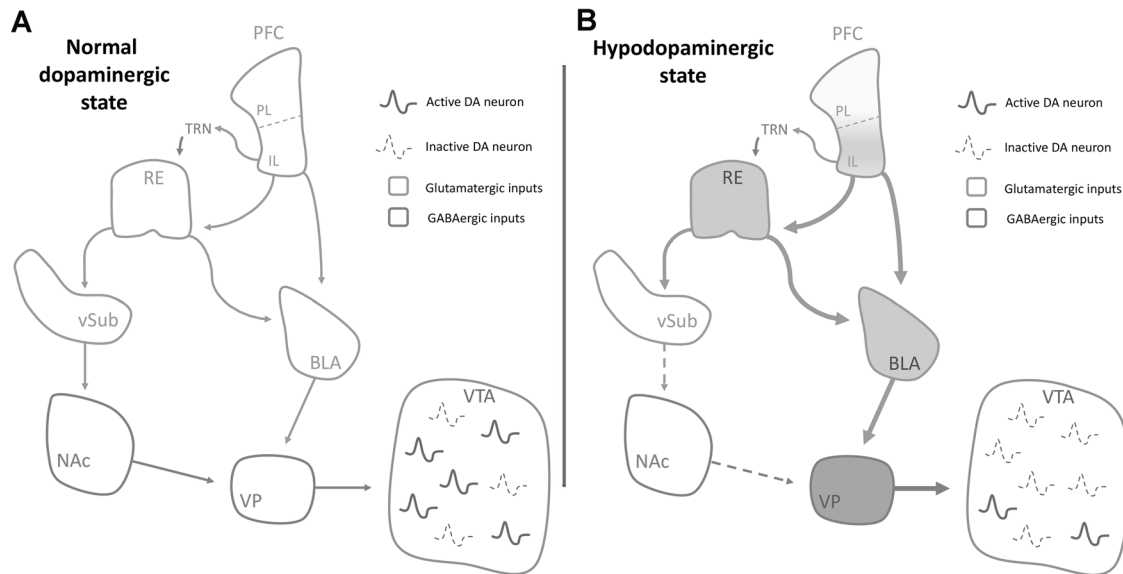 A
Normal
dopaminergic
state
PFC
PL
IL
TRN
RE
vSub
BLA
NAc
VP
VTA
Active DA neuron
Inactive DA neuron
Glutamatergic inputs
GABAergic inputs
B
Hypodopaminergic
state
PFC
PL
IL
TRN
RE
vSub
BLA
NAc
VP
VTA
Active DA neuron
Inactive DA neuron
Glutamatergic inputs
GABAergic inputs